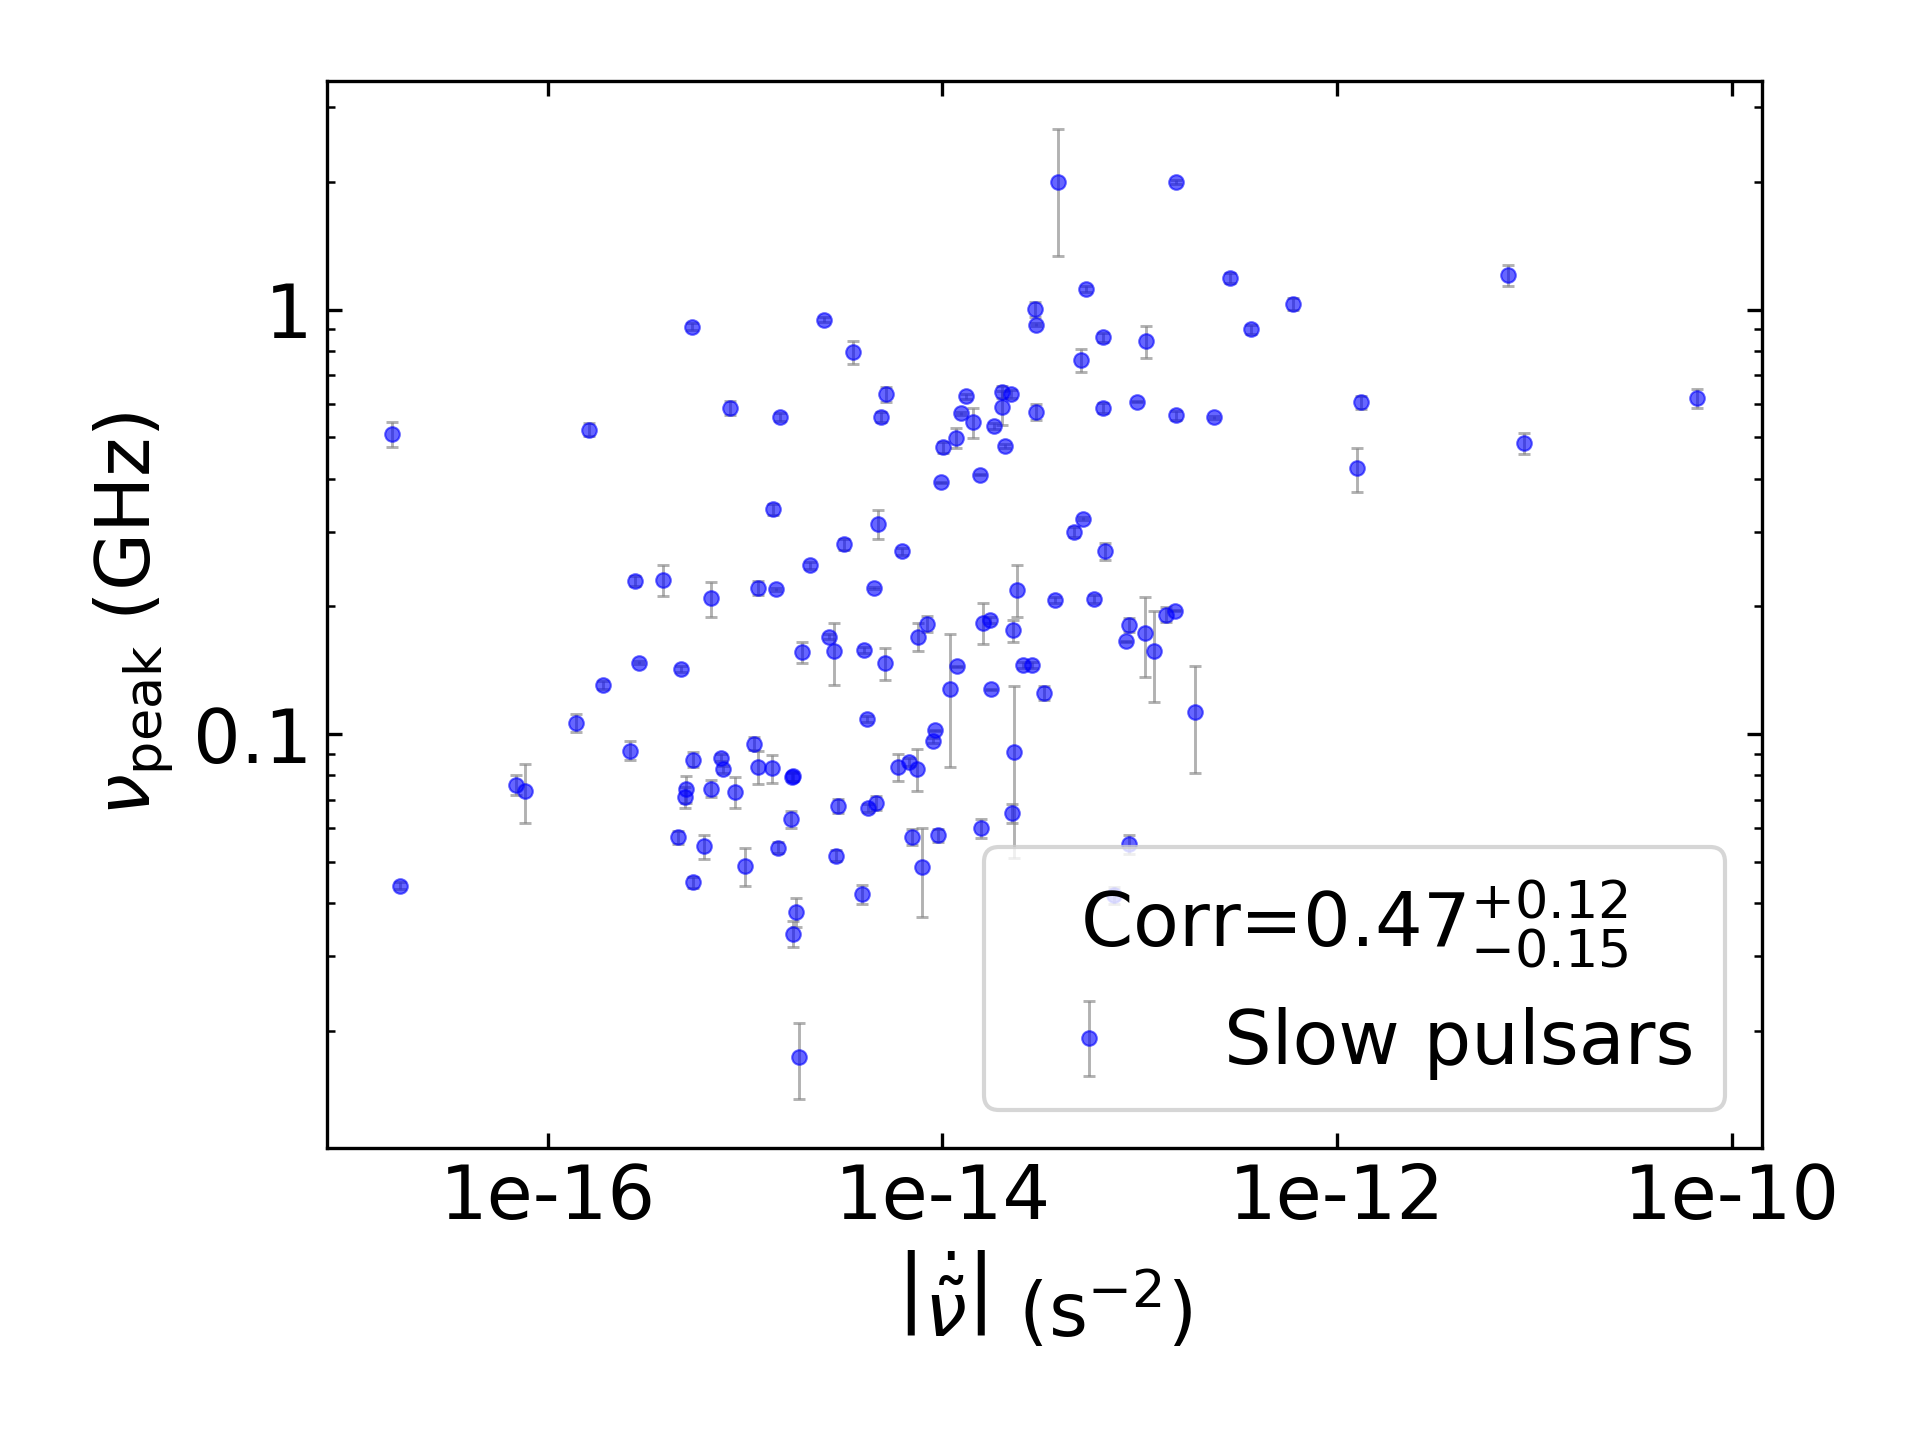 ν_peak (GHz)
1
0.1
Corr=0.47^{+0.12}_{−0.15}
Slow pulsars
1e-16 1e-14 1e-12 1e-10
|ν̃̇| (s^{−2})